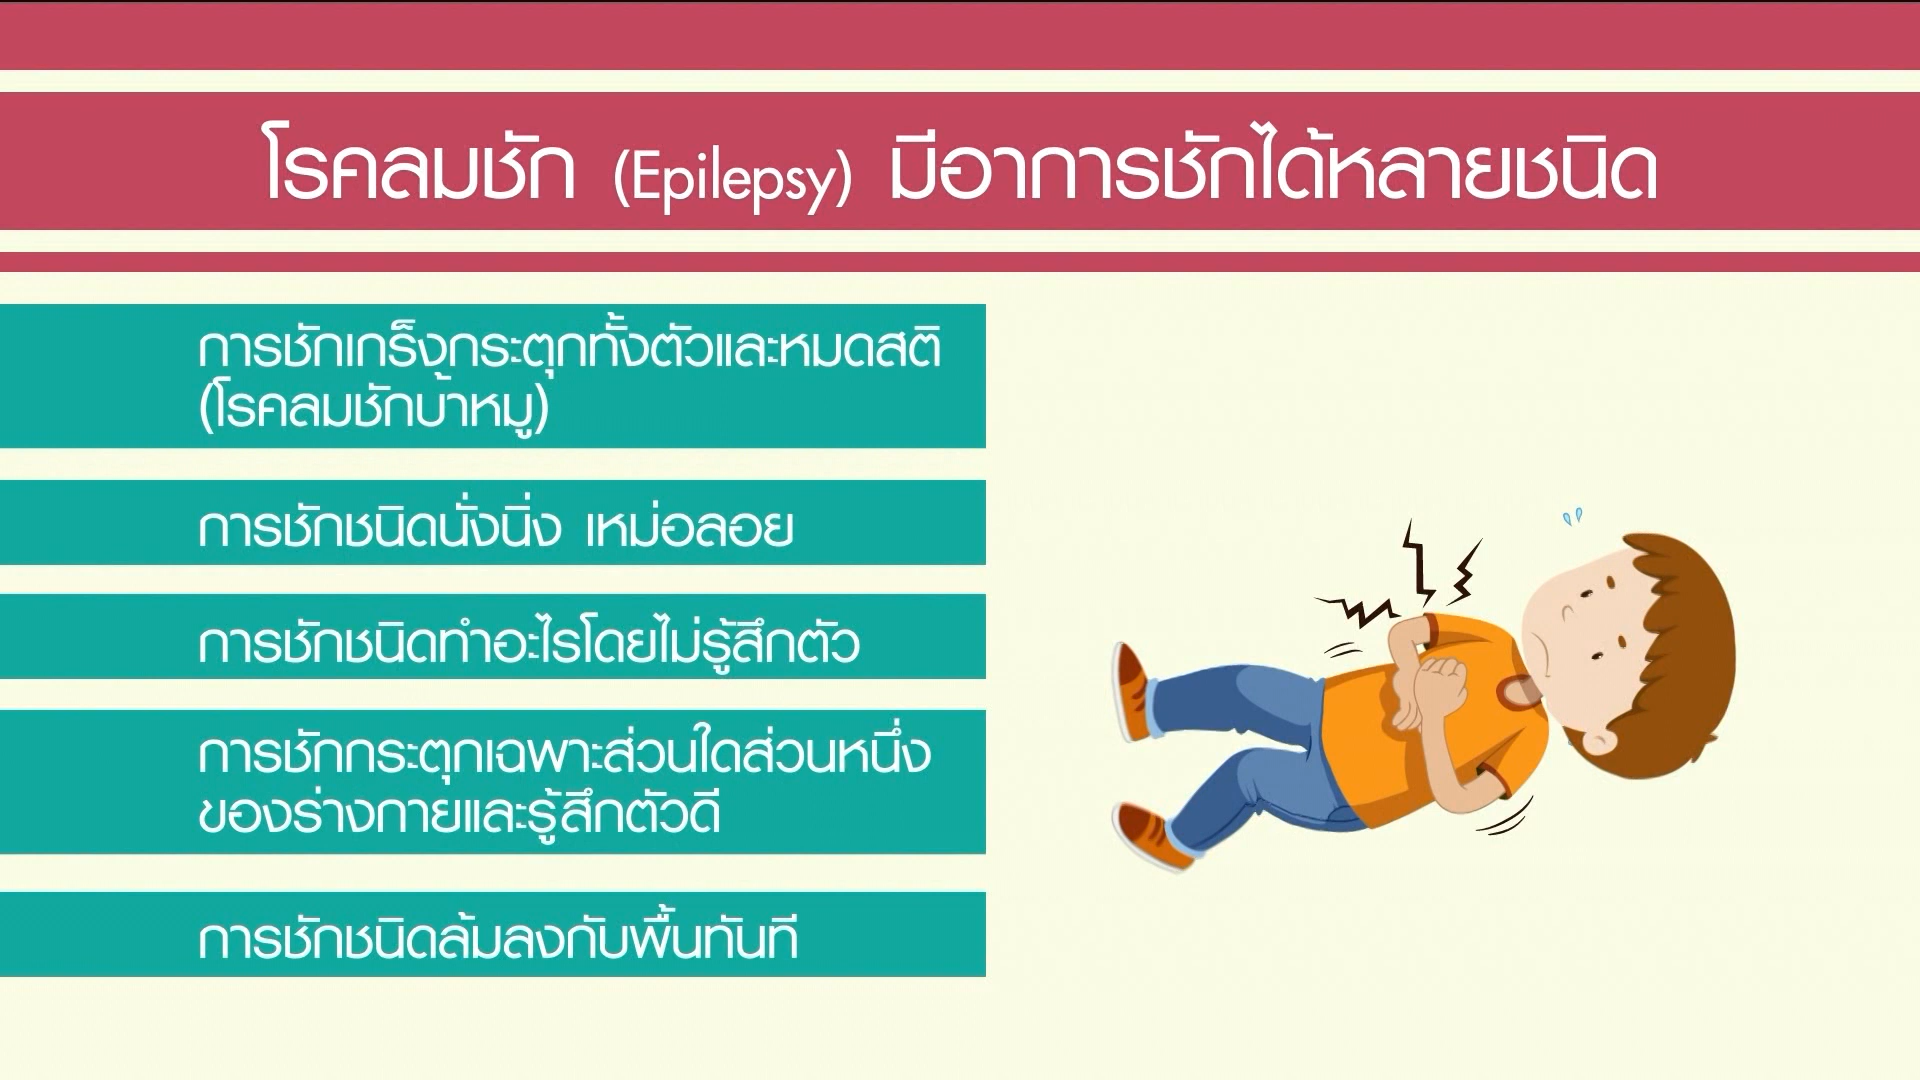 โรคลมชัก (Epilepsy) มีอาการชักได้หลายชนิด
การชักเกร็งกระตุกทั้งตัวและหมดสติ
(โรคลมชักบ้าหมู)
การชักชนิดนั่งนิ่ง เหม่อลอย
การชักชนิดทำอะไรโดยไม่รู้สึกตัว
การชักกระตุกเฉพาะส่วนใดส่วนหนึ่ง
ของร่างกายและรู้สึกตัวดี
การชักชนิดล้มลงกับพื้นทันที